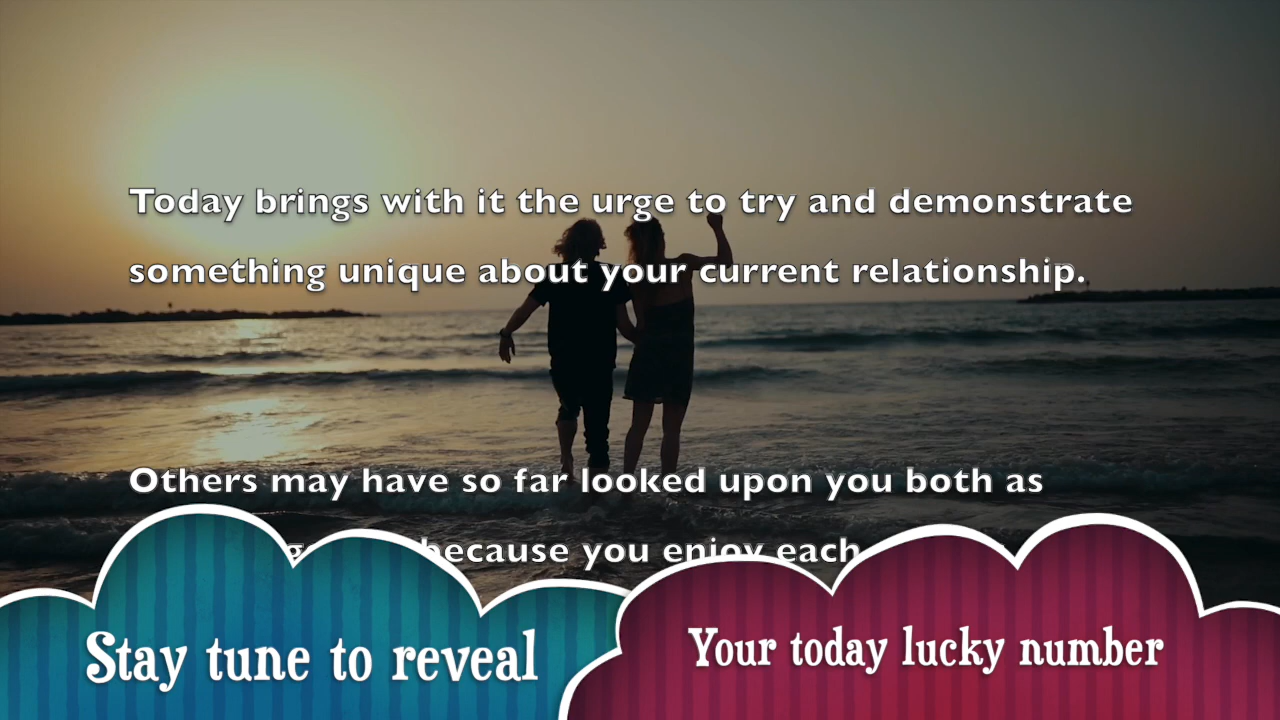 Today brings with it the urge to try and demonstrate
something unique about your current relationship.
Others may have so far looked upon you both as
because you enjoy each
Stay tune to reveal
Your today lucky number